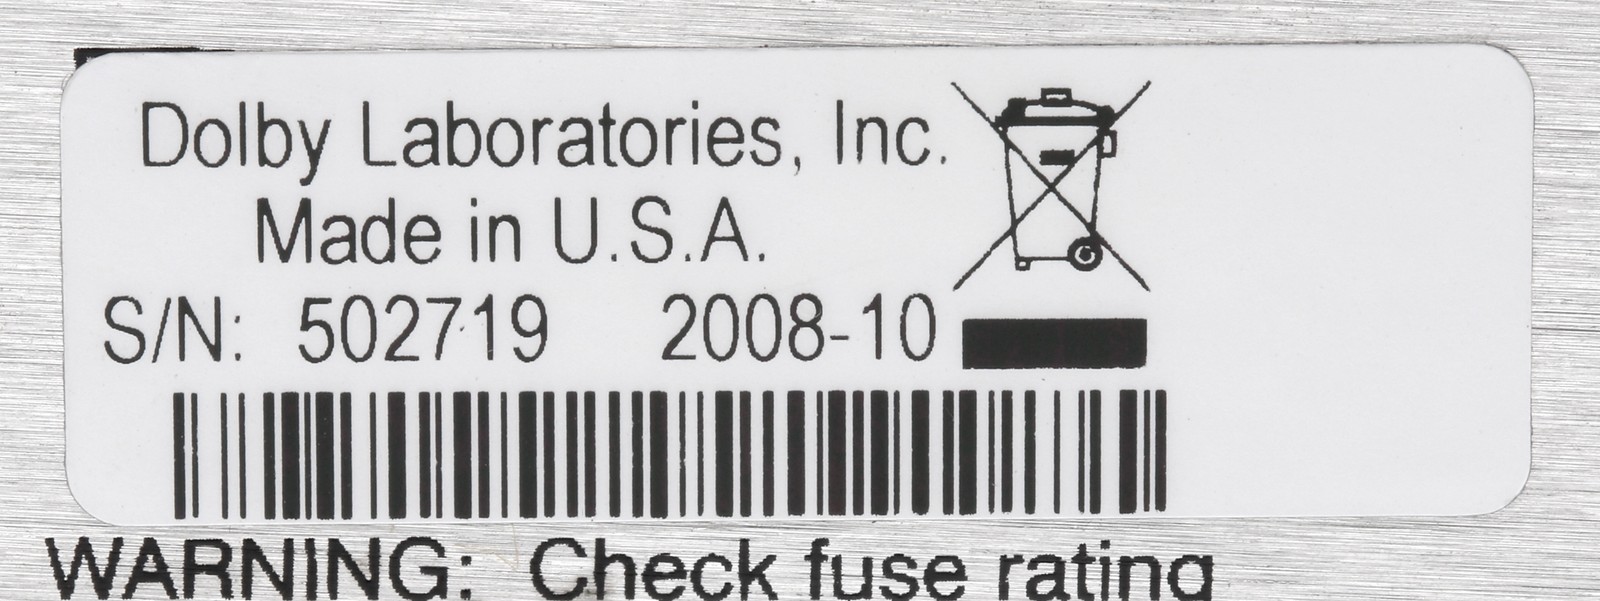 Dolby Laboratories, Inc.
Made in U.S.A.
S/N: 502719 2008-10
WARNING: Check fuse rating